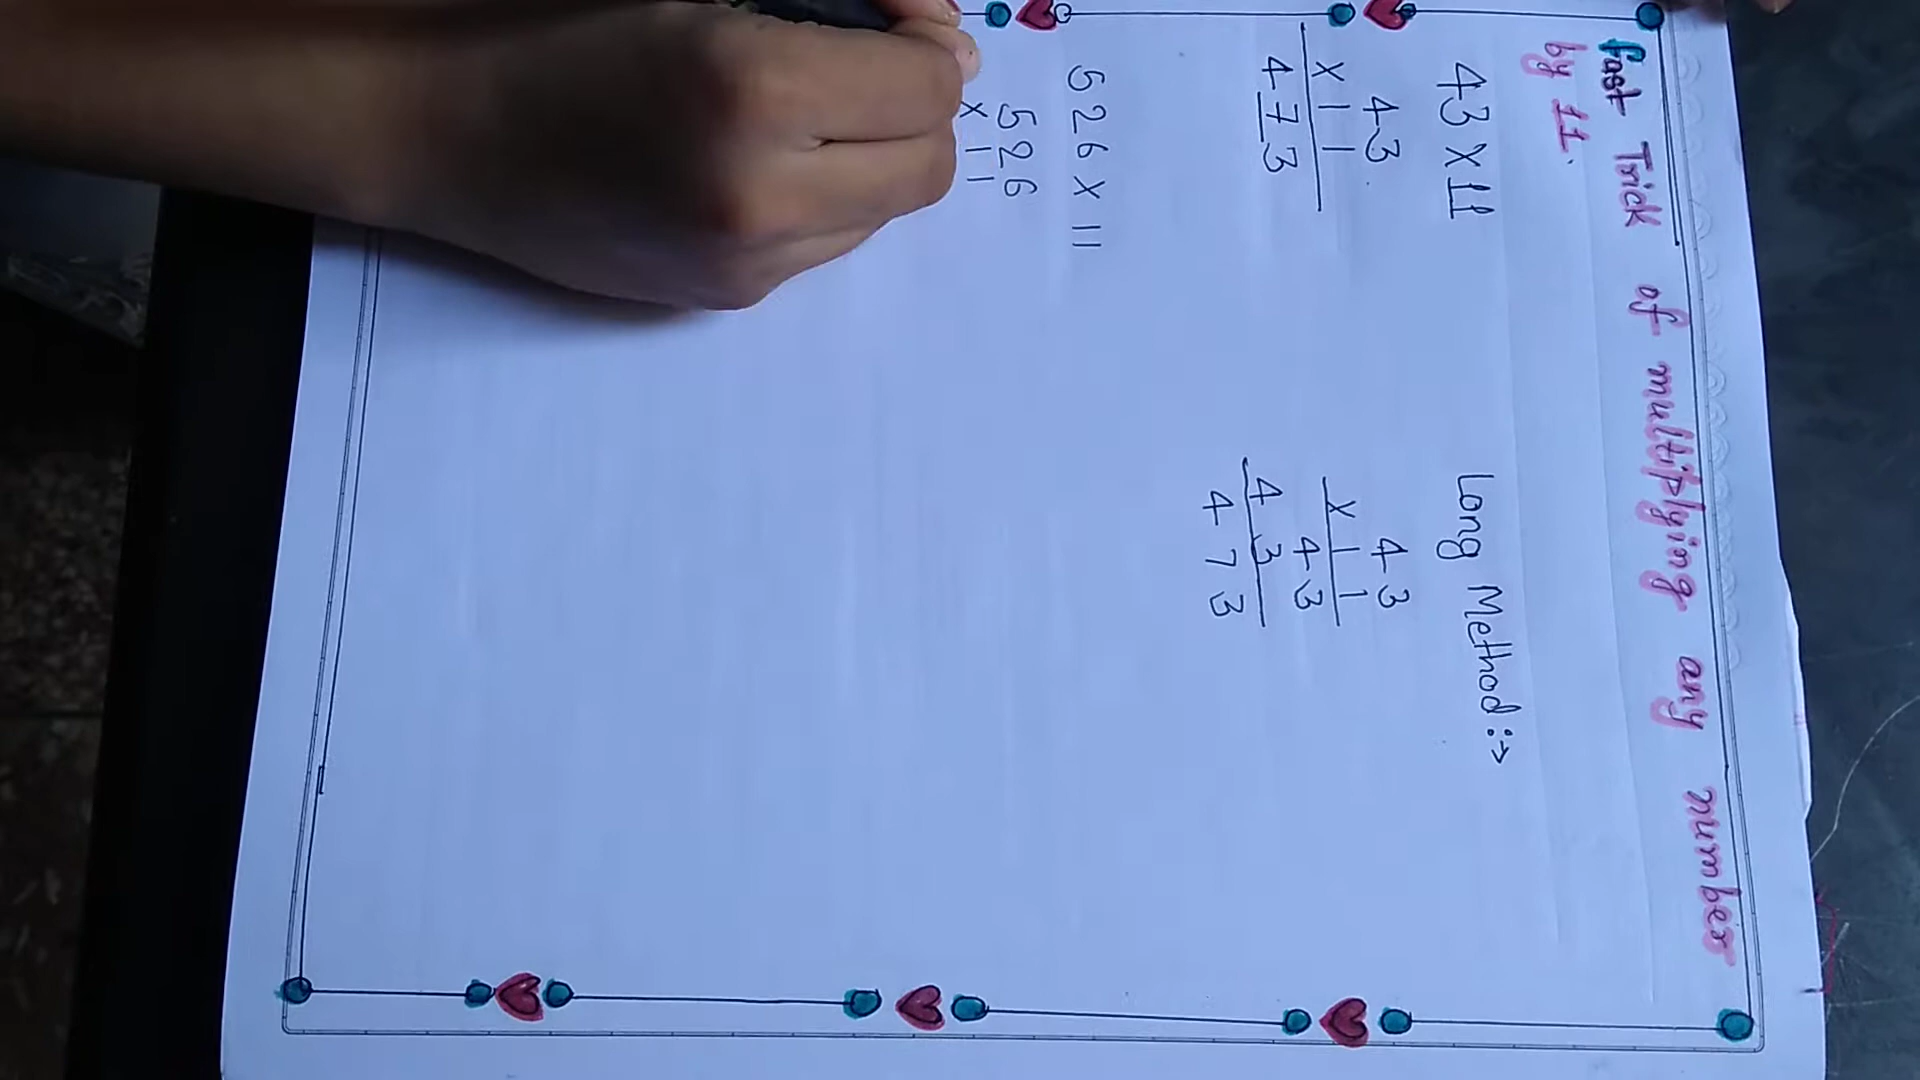 fast Trick of multiplying any number
by 11.
43 X 11
43
X 11
473
Long Method :->
43
X 11
43
43
473
526 X 11
526
X 11